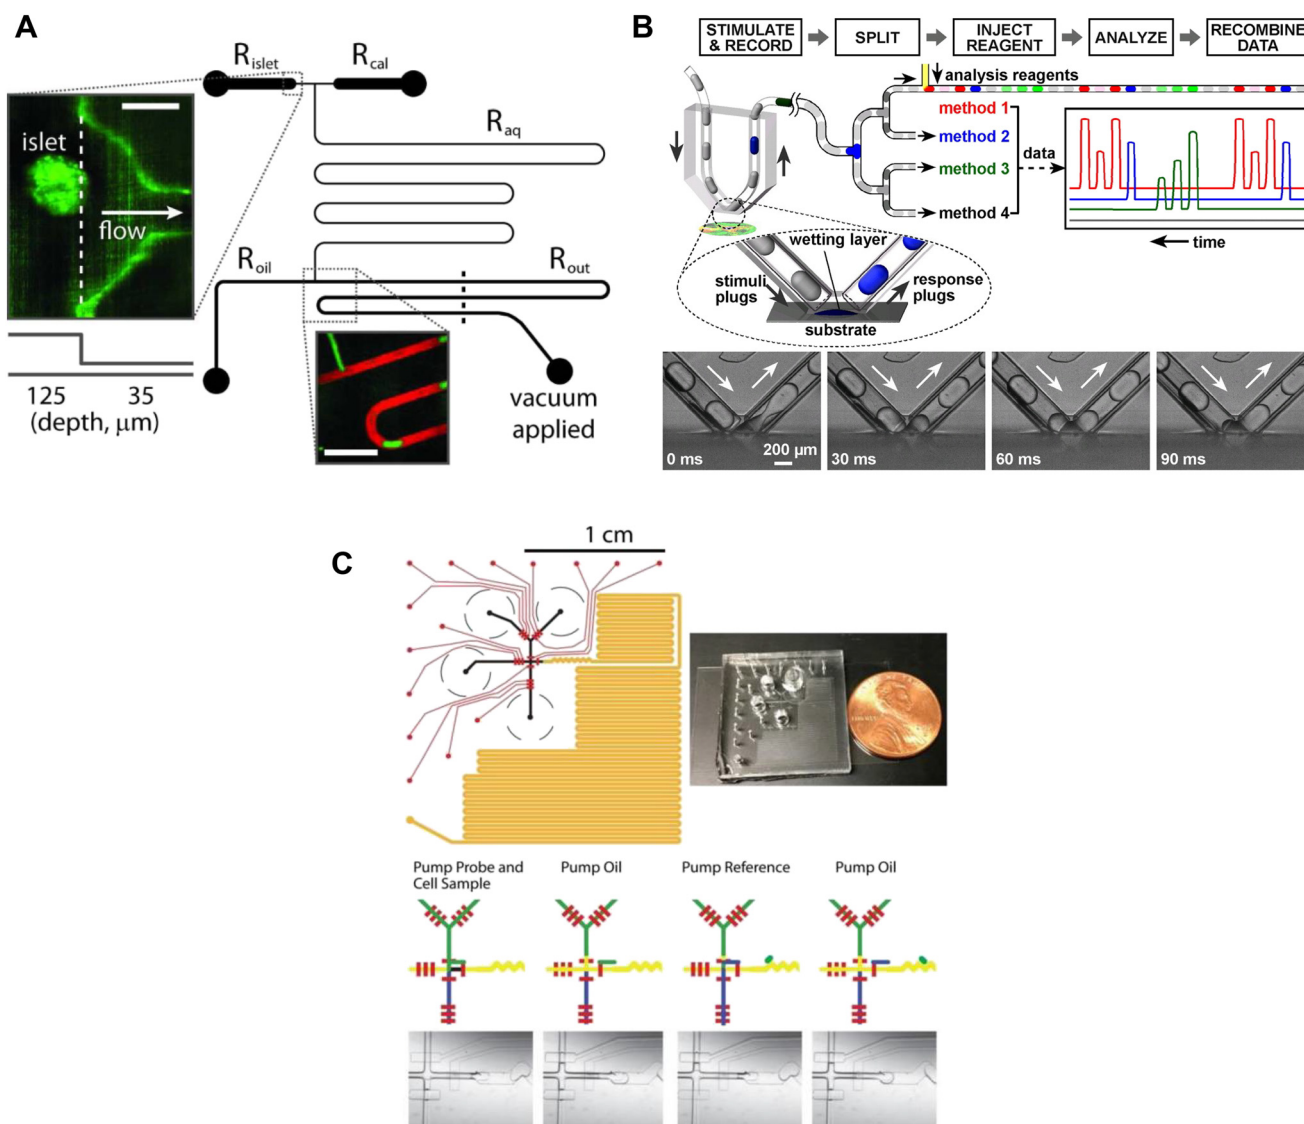 A
R_islet
R_cal
islet
flow
R_aq
R_oil
R_out
125
35
(depth, μm)
vacuum
applied
B
STIMULATE
& RECORD
SPLIT
INJECT
REAGENT
ANALYZE
RECOMBINE
DATA
analysis reagents
method 1
method 2
method 3
method 4
data
time
wetting layer
stimuli
plugs
response
plugs
substrate
0 ms
200 μm
30 ms
60 ms
90 ms
C
1 cm
Pump Probe and
Cell Sample
Pump Oil
Pump Reference
Pump Oil